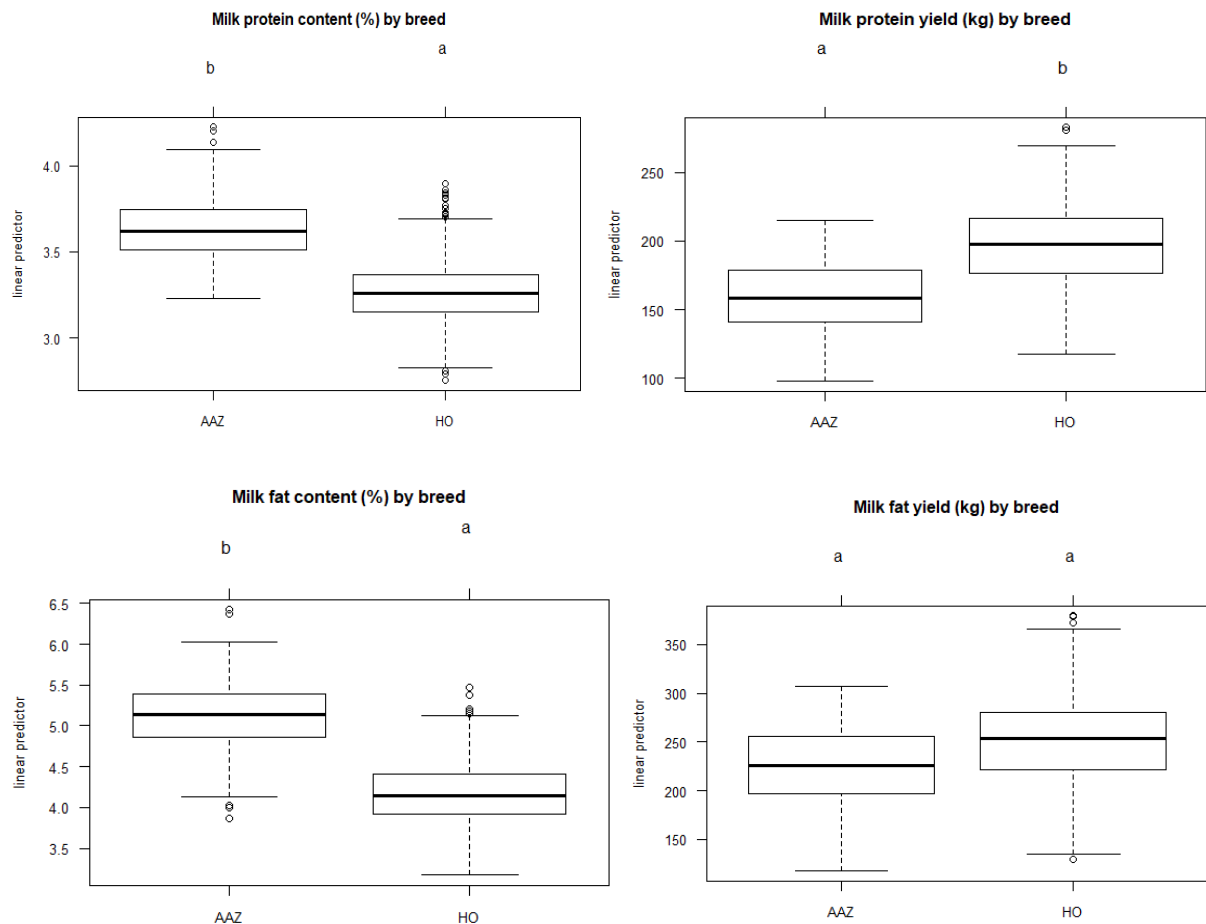 Milk protein content (%) by breed
b
a
linear predictor
4.0
3.5
3.0
AAZ
HO
Milk protein yield (kg) by breed
a
b
linear predictor
250
200
150
100
AAZ
HO
Milk fat content (%) by breed
b
a
linear predictor
6.5
6.0
5.5
5.0
4.5
4.0
3.5
AAZ
HO
Milk fat yield (kg) by breed
a
a
linear predictor
350
300
250
200
150
AAZ
HO